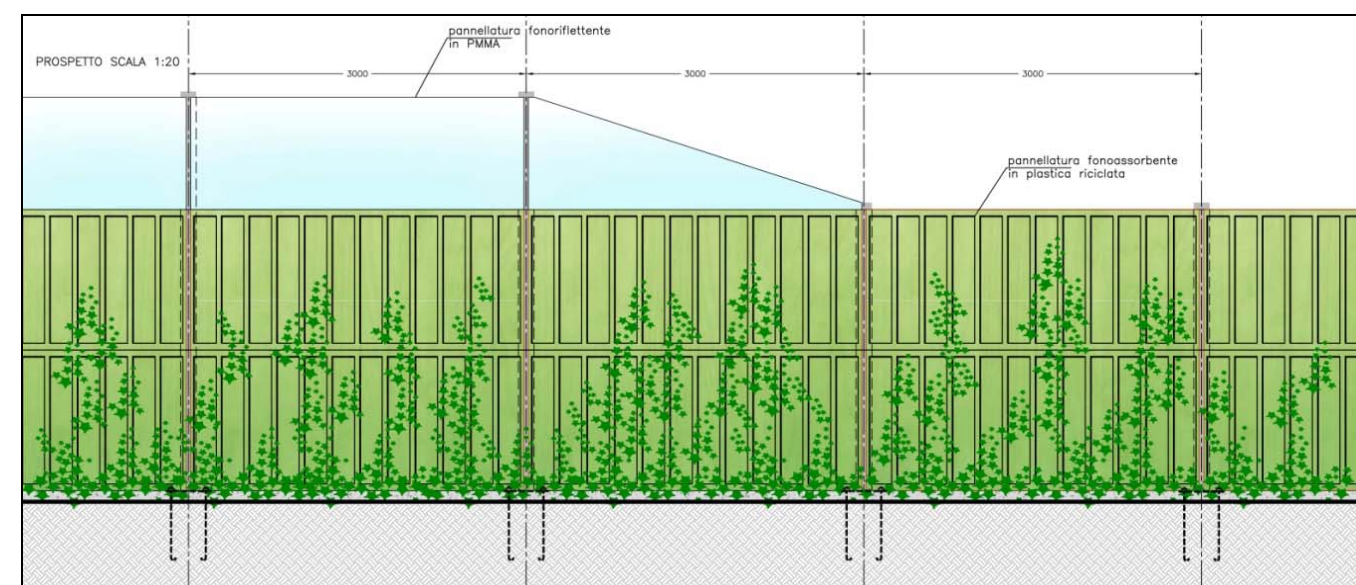 pannellatura fonoriflettente
in PMMA
PROSPETTO SCALA 1:20
3000
3000
3000
pannellatura fonoassorbente
in plastica riciclata